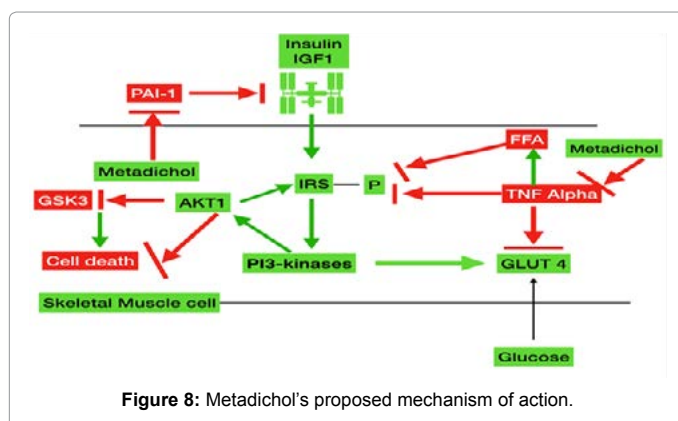 Insulin
IGF1
PAI-1
FFA
Metadichol
Metadichol
GSK3
AKT1
IRS
P
TNF Alpha
Cell death
PI3-kinases
GLUT 4
Skeletal Muscle cell
Glucose
Figure 8: Metadichol's proposed mechanism of action.